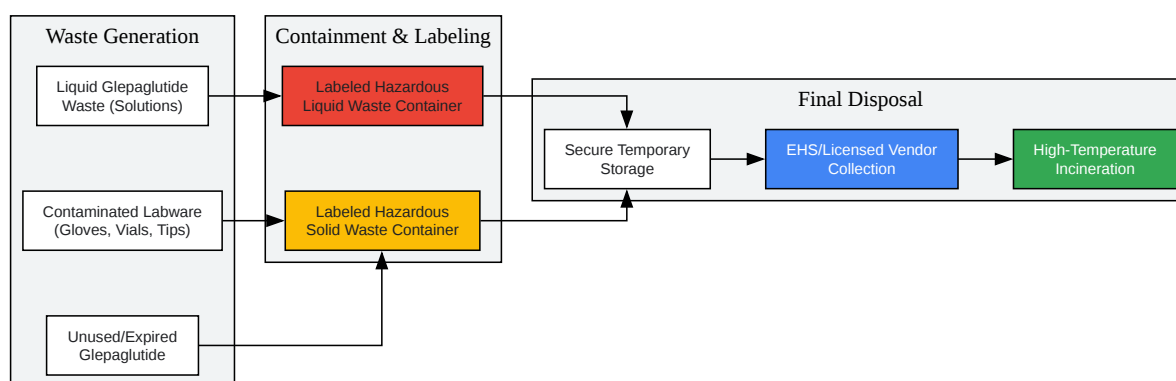 Waste Generation
Liquid Glepaglutide
Waste (Solutions)
Contaminated Labware
(Gloves, Vials, Tips)
Unused/Expired
Glepaglutide
Containment & Labeling
Labeled Hazardous
Liquid Waste Container
Labeled Hazardous
Solid Waste Container
Final Disposal
Secure Temporary
Storage
EHS/Licensed Vendor
Collection
High-Temperature
Incineration